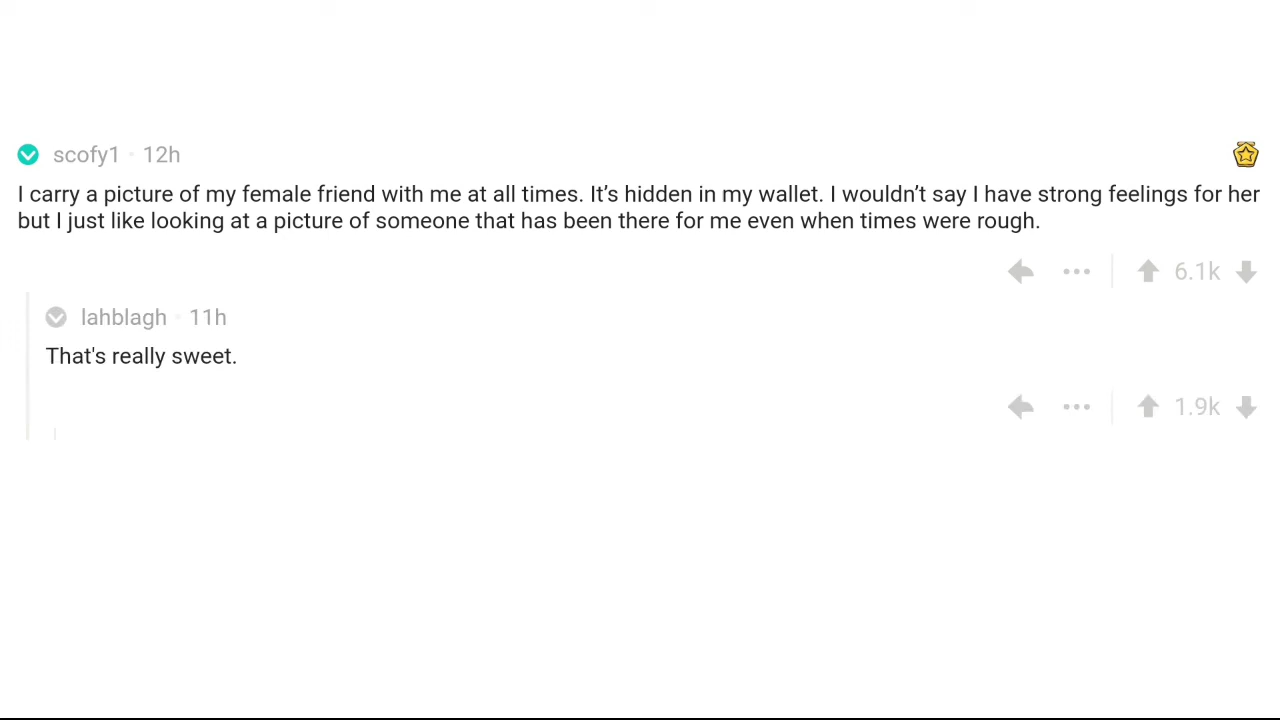 scofy1 · 12h
I carry a picture of my female friend with me at all times. It’s hidden in my wallet. I wouldn’t say I have strong feelings for her
but I just like looking at a picture of someone that has been there for me even when times were rough.
6.1k
lahblagh · 11h
That's really sweet.
1.9k